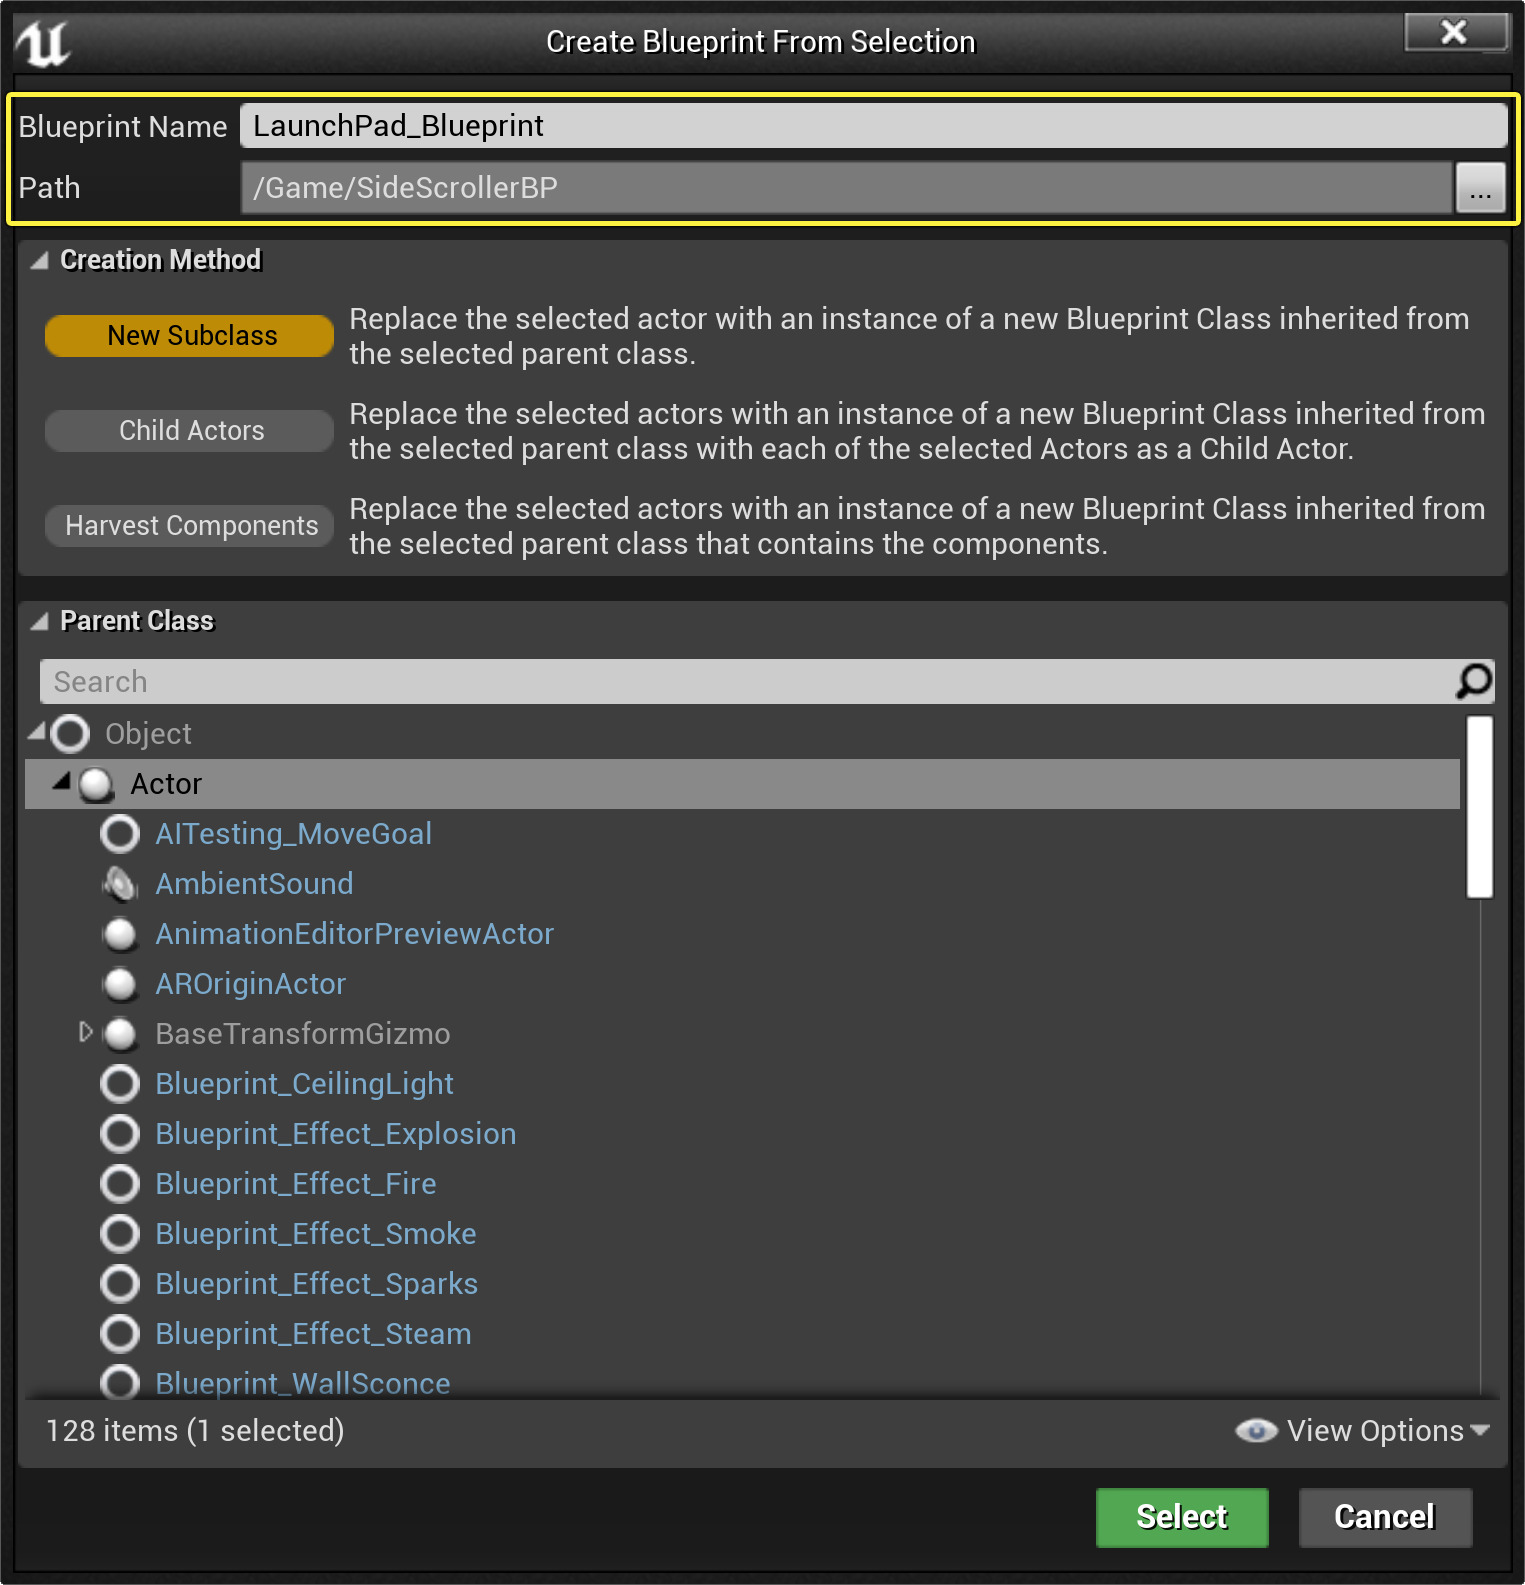 Create Blueprint From Selection
Blueprint Name LaunchPad_Blueprint
Path /Game/SideScrollerBP ...
Creation Method
New Subclass
Replace the selected actor with an instance of a new Blueprint Class inherited from
the selected parent class.
Child Actors
Replace the selected actors with an instance of a new Blueprint Class inherited from
the selected parent class with each of the selected Actors as a Child Actor.
Harvest Components
Replace the selected actors with an instance of a new Blueprint Class inherited from
the selected parent class that contains the components.
Parent Class
Search
Object
Actor
AITesting_MoveGoal
AmbientSound
AnimationEditorPreviewActor
AROriginActor
BaseTransformGizmo
Blueprint_CeilingLight
Blueprint_Effect_Explosion
Blueprint_Effect_Fire
Blueprint_Effect_Smoke
Blueprint_Effect_Sparks
Blueprint_Effect_Steam
Blueprint_WallSconce
128 items (1 selected) View Options
Select Cancel